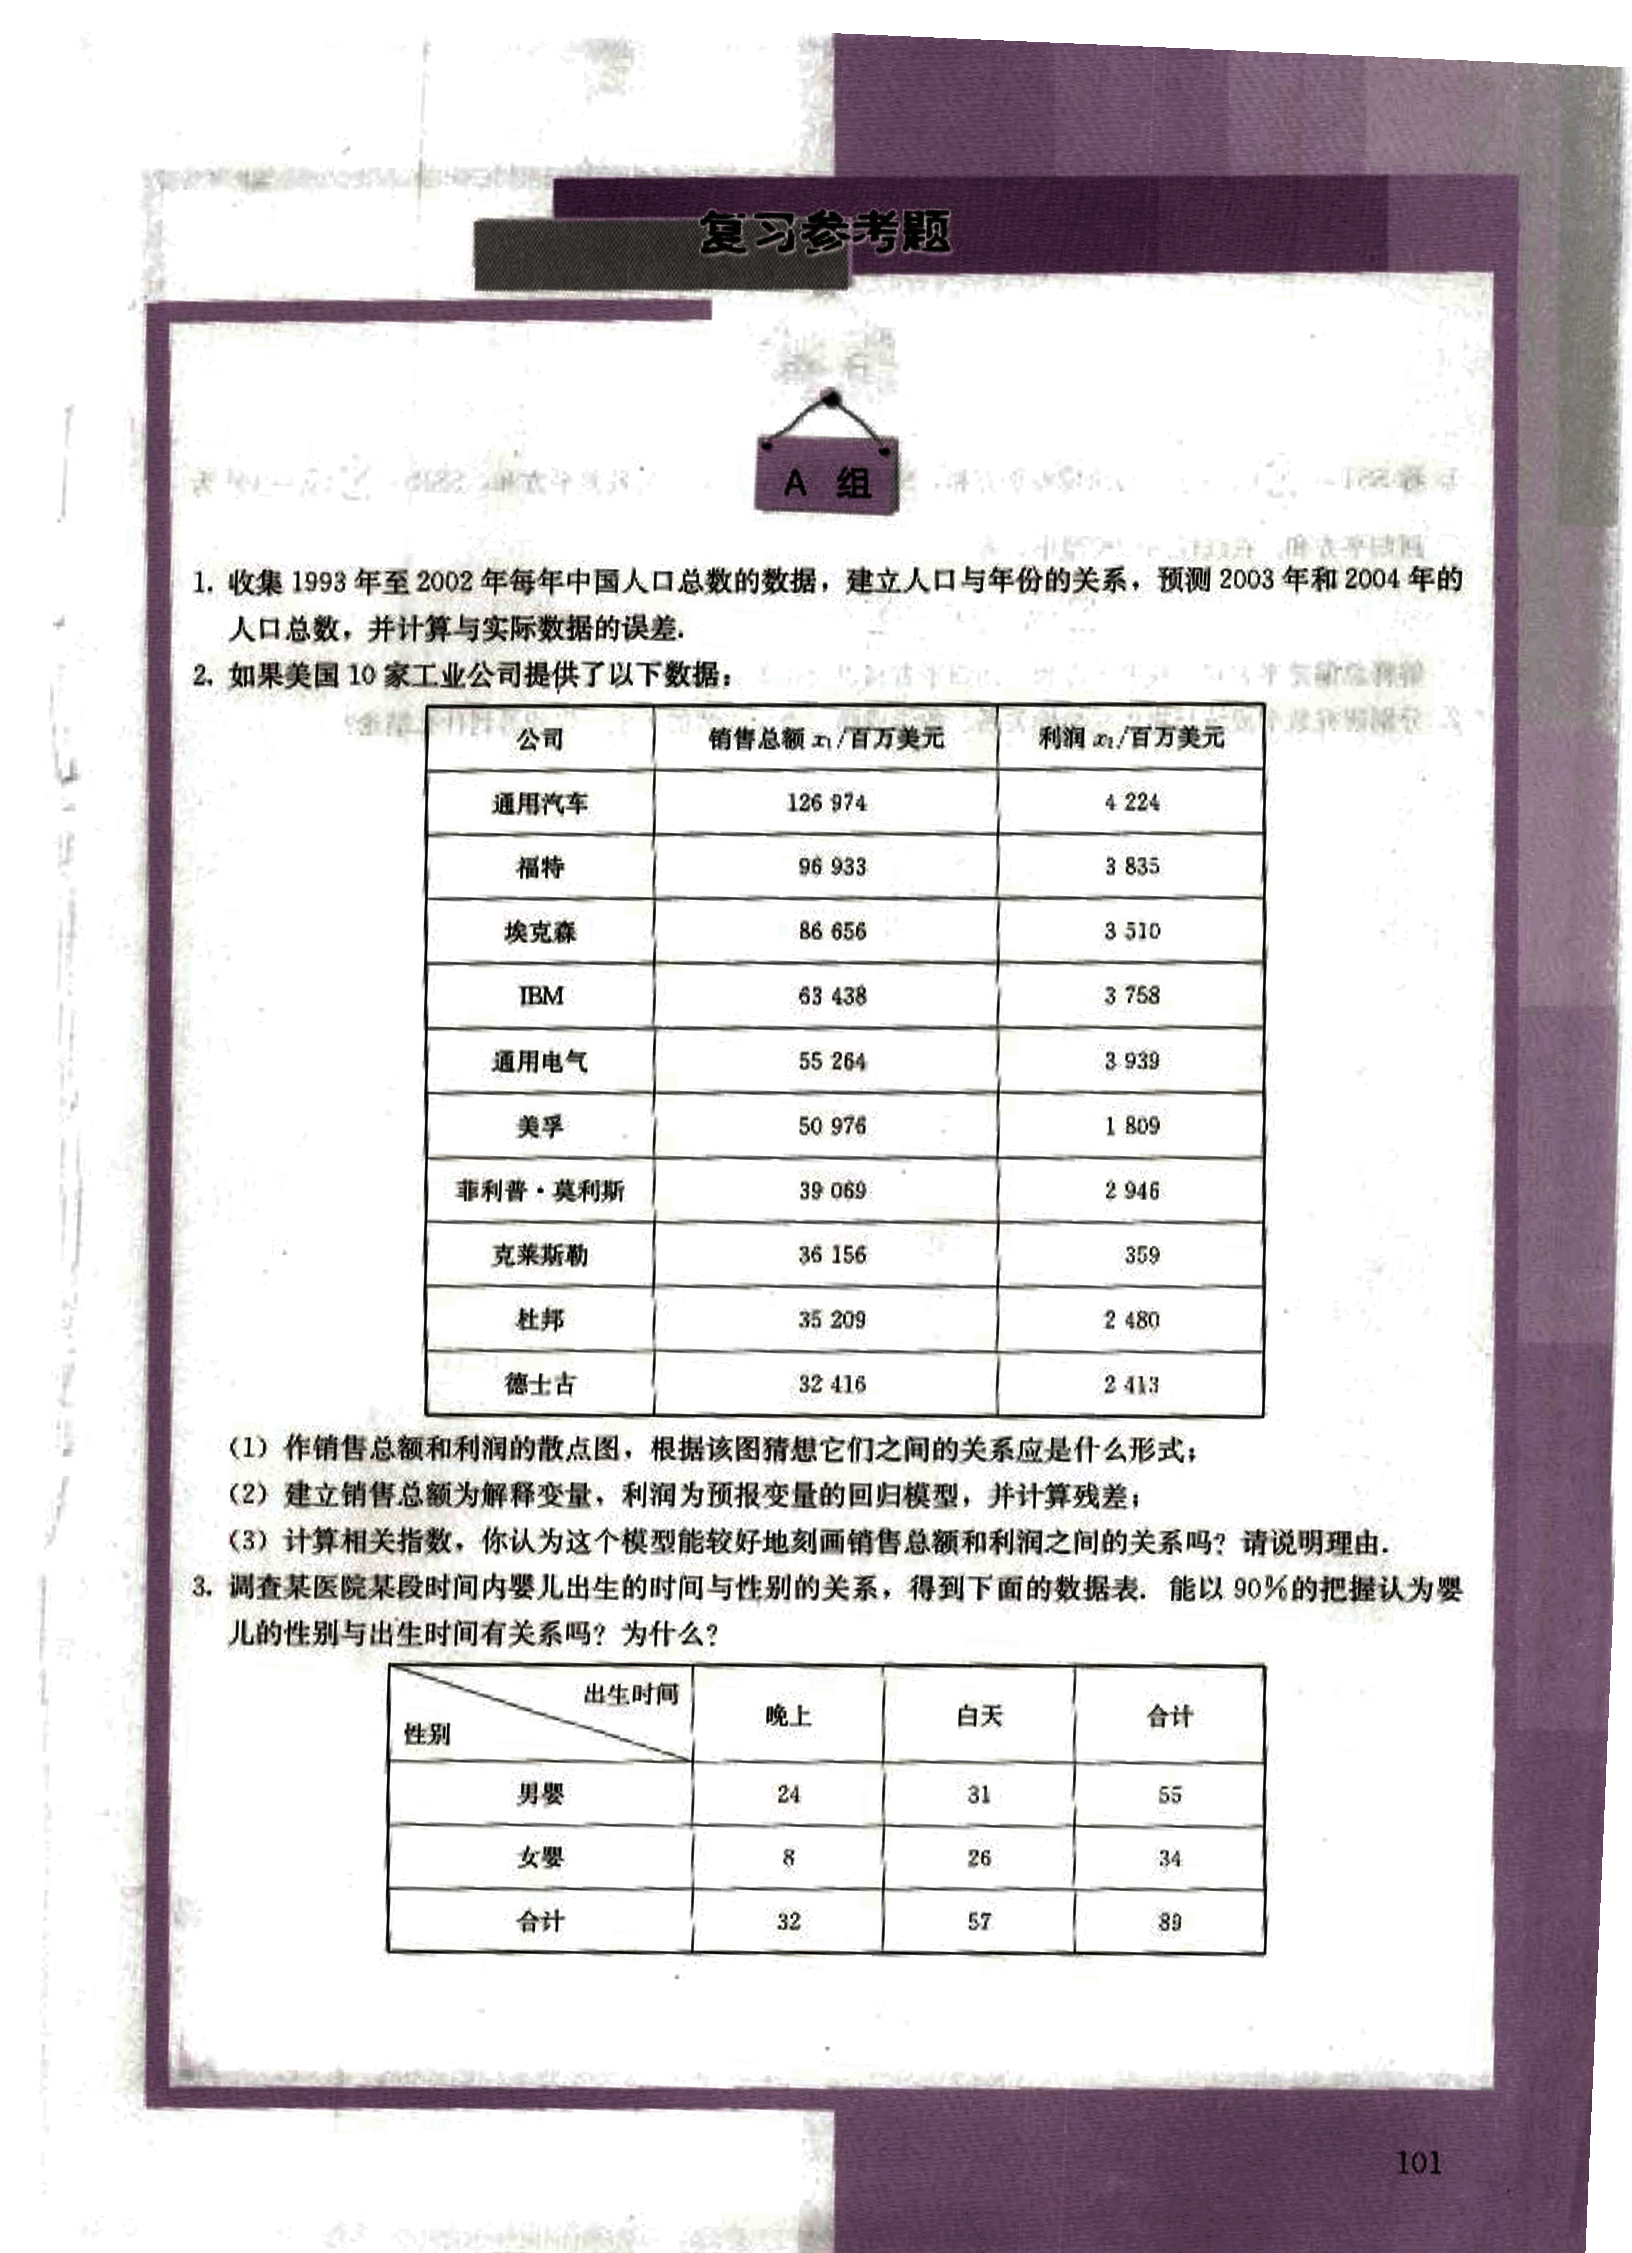 复习参考题
A 组
1. 收集 1993 年至 2002 年每年中国人口总数的数据，建立人口与年份的关系，预测 2003 年和 2004 年的
人口总数，并计算与实际数据的误差.
2. 如果美国 10 家工业公司提供了以下数据：
公司 销售总额 x₁/百万美元 利润 x₂/百万美元
通用汽车 126 974 4 224
福特 96 933 3 835
埃克森 86 656 3 510
IBM 63 438 3 758
通用电气 55 264 3 939
美孚 50 976 1 809
菲利普·莫利斯 39 069 2 946
克莱斯勒 36 156 359
杜邦 35 209 2 480
德士古 32 416 2 413
（1）作销售总额和利润的散点图，根据该图猜想它们之间的关系应是什么形式；
（2）建立销售总额为解释变量，利润为预报变量的回归模型，并计算残差；
（3）计算相关指数，你认为这个模型能较好地刻画销售总额和利润之间的关系吗？请说明理由.
3. 调查某医院某段时间内婴儿出生的时间与性别的关系，得到下面的数据表. 能以 90%的把握认为婴
儿的性别与出生时间有关系吗？为什么？
出生时间
性别 晚上 白天 合计
男婴 24 31 55
女婴 8 26 34
合计 32 57 89
101